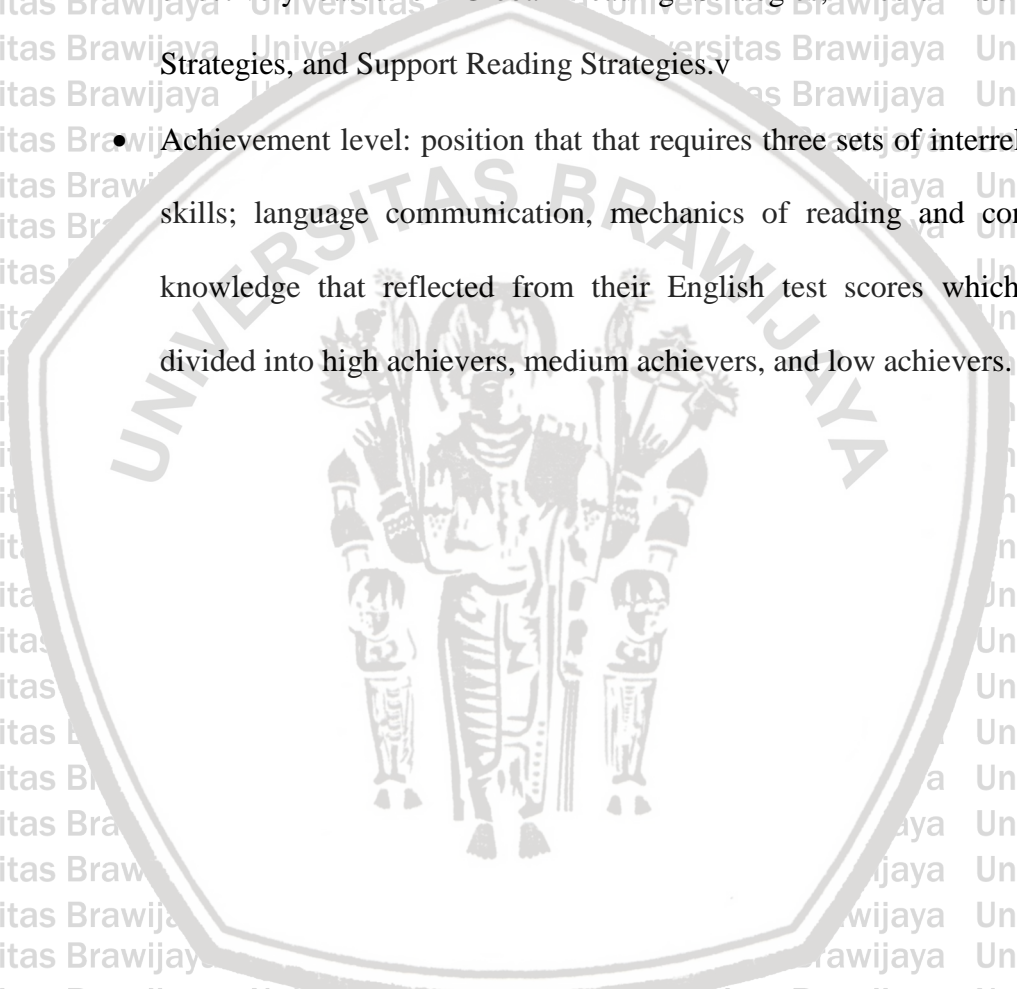 Strategies, and Support Reading Strategies.v
• Achievement level: position that that requires three sets of
skills; language communication, mechanics of reading and
knowledge that reflected from their English test scores which
divided into high achievers, medium achievers, and low achievers.
UNIVERSITAS BRAWIJAYA